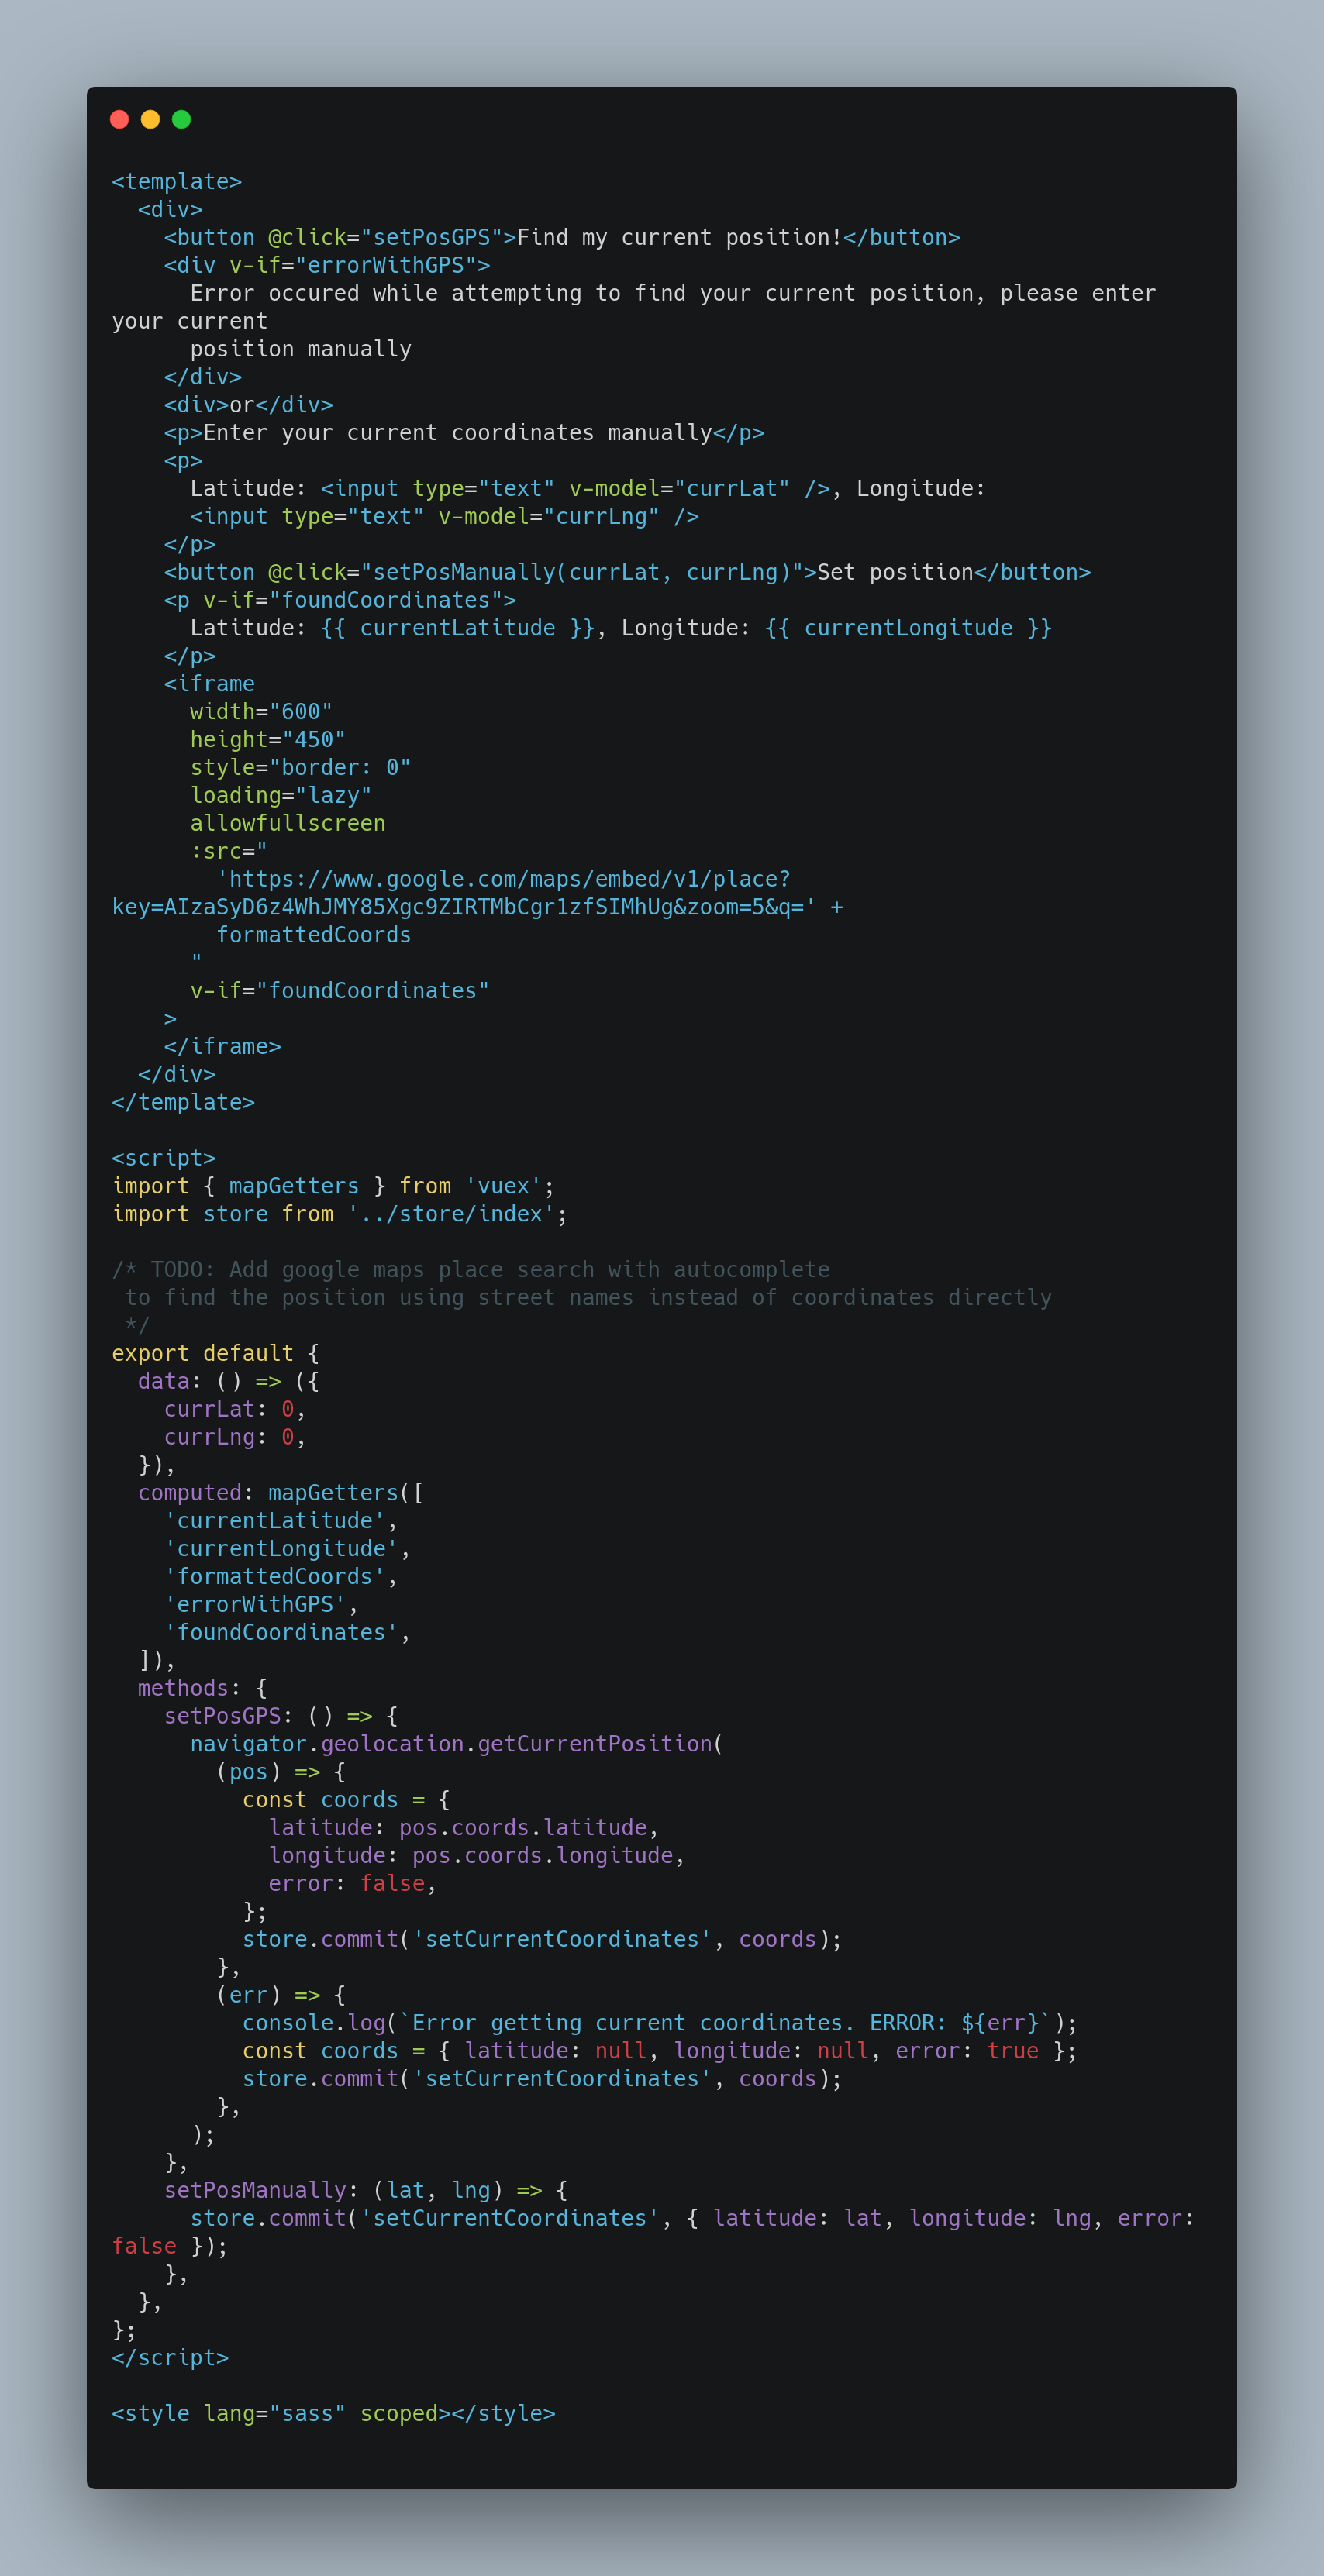 <template>
  <div>
    <button @click="setPosGPS">Find my current position!</button>
    <div v-if="errorWithGPS">
      Error occured while attempting to find your current position, please enter
your current
      position manually
    </div>
    <div>or</div>
    <p>Enter your current coordinates manually</p>
    <p>
      Latitude: <input type="text" v-model="currLat" />, Longitude:
      <input type="text" v-model="currLng" />
    </p>
    <button @click="setPosManually(currLat, currLng)">Set position</button>
    <p v-if="foundCoordinates">
      Latitude: {{ currentLatitude }}, Longitude: {{ currentLongitude }}
    </p>
    <iframe
      width="600"
      height="450"
      style="border: 0"
      loading="lazy"
      allowfullscreen
      :src="
        'https://www.google.com/maps/embed/v1/place?
key=AIzaSyD6z4WhJMY85Xgc9ZIRTMbCgr1zfSIMhUg&zoom=5&q=' +
        formattedCoords
      "
      v-if="foundCoordinates"
    >
    </iframe>
  </div>
</template>

<script>
import { mapGetters } from 'vuex';
import store from '../store/index';

/* TODO: Add google maps place search with autocomplete
 to find the position using street names instead of coordinates directly
 */
export default {
  data: () => ({
    currLat: 0,
    currLng: 0,
  }),
  computed: mapGetters([
    'currentLatitude',
    'currentLongitude',
    'formattedCoords',
    'errorWithGPS',
    'foundCoordinates',
  ]),
  methods: {
    setPosGPS: () => {
      navigator.geolocation.getCurrentPosition(
        (pos) => {
          const coords = {
            latitude: pos.coords.latitude,
            longitude: pos.coords.longitude,
            error: false,
          };
          store.commit('setCurrentCoordinates', coords);
        },
        (err) => {
          console.log(`Error getting current coordinates. ERROR: ${err}`);
          const coords = { latitude: null, longitude: null, error: true };
          store.commit('setCurrentCoordinates', coords);
        },
      );
    },
    setPosManually: (lat, lng) => {
      store.commit('setCurrentCoordinates', { latitude: lat, longitude: lng, error:
false });
    },
  },
};
</script>

<style lang="sass" scoped></style>